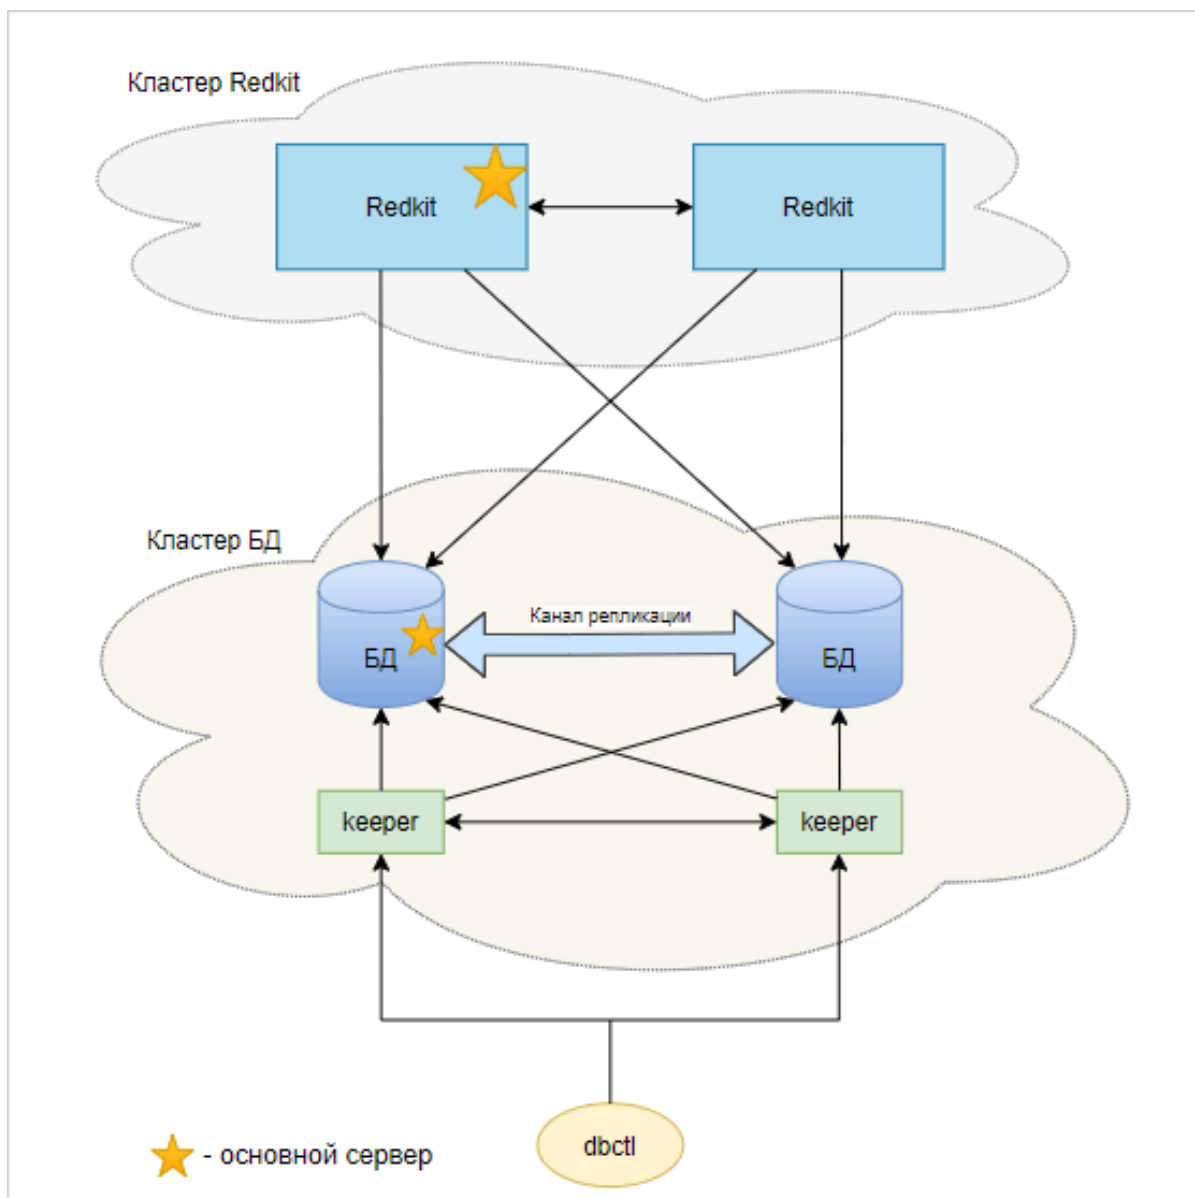 Кластер Redkit
Redkit
Redkit
Кластер БД
Канал репликации
БД
БД
keeper
keeper
dbctl
- основной сервер